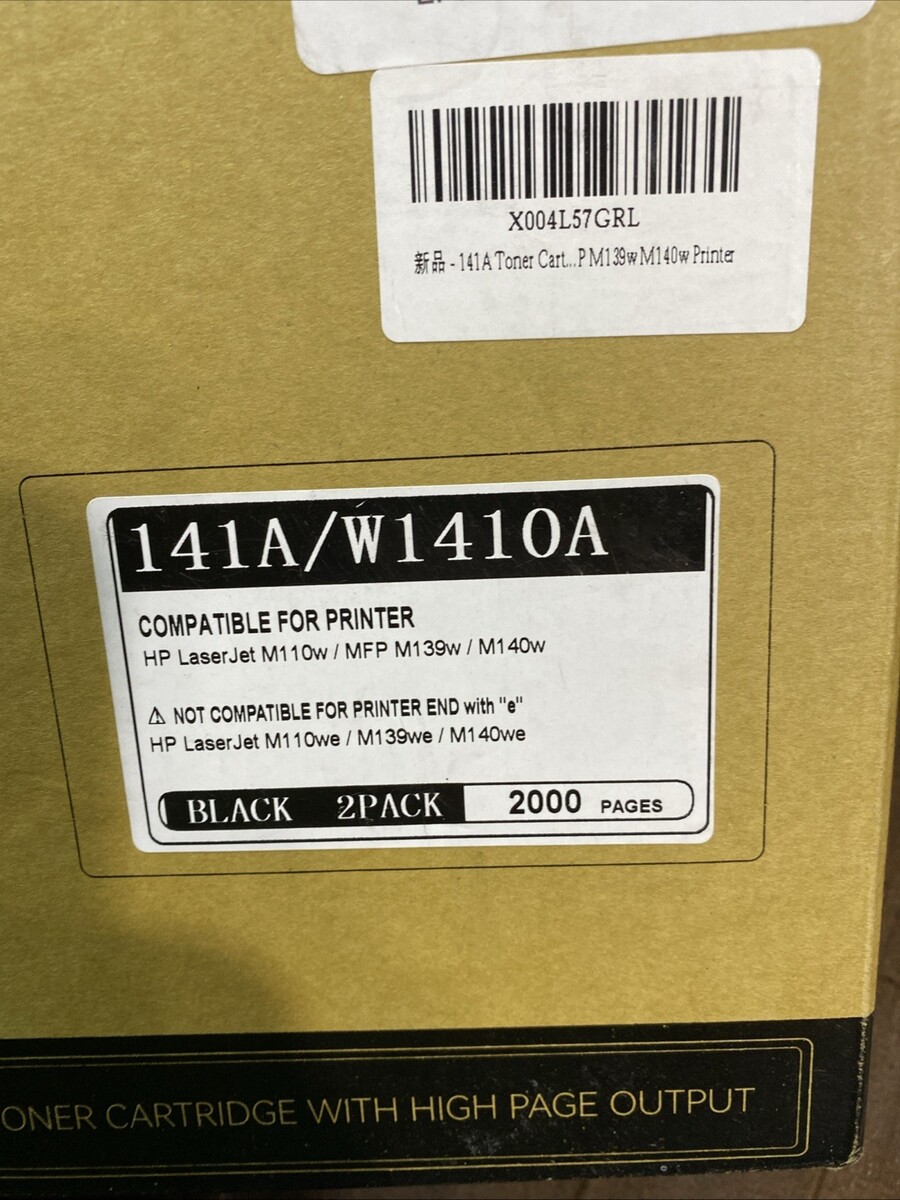 X004L57GRL
新品 - 141A Toner Cart...P M139w M140w Printer
141A/W1410A
COMPATIBLE FOR PRINTER
HP LaserJet M110w / MFP M139w / M140w
⚠ NOT COMPATIBLE FOR PRINTER END with "e"
HP LaserJet M110we / M139we / M140we
BLACK 2PACK 2000 PAGES
ONER CARTRIDGE WITH HIGH PAGE OUTPUT